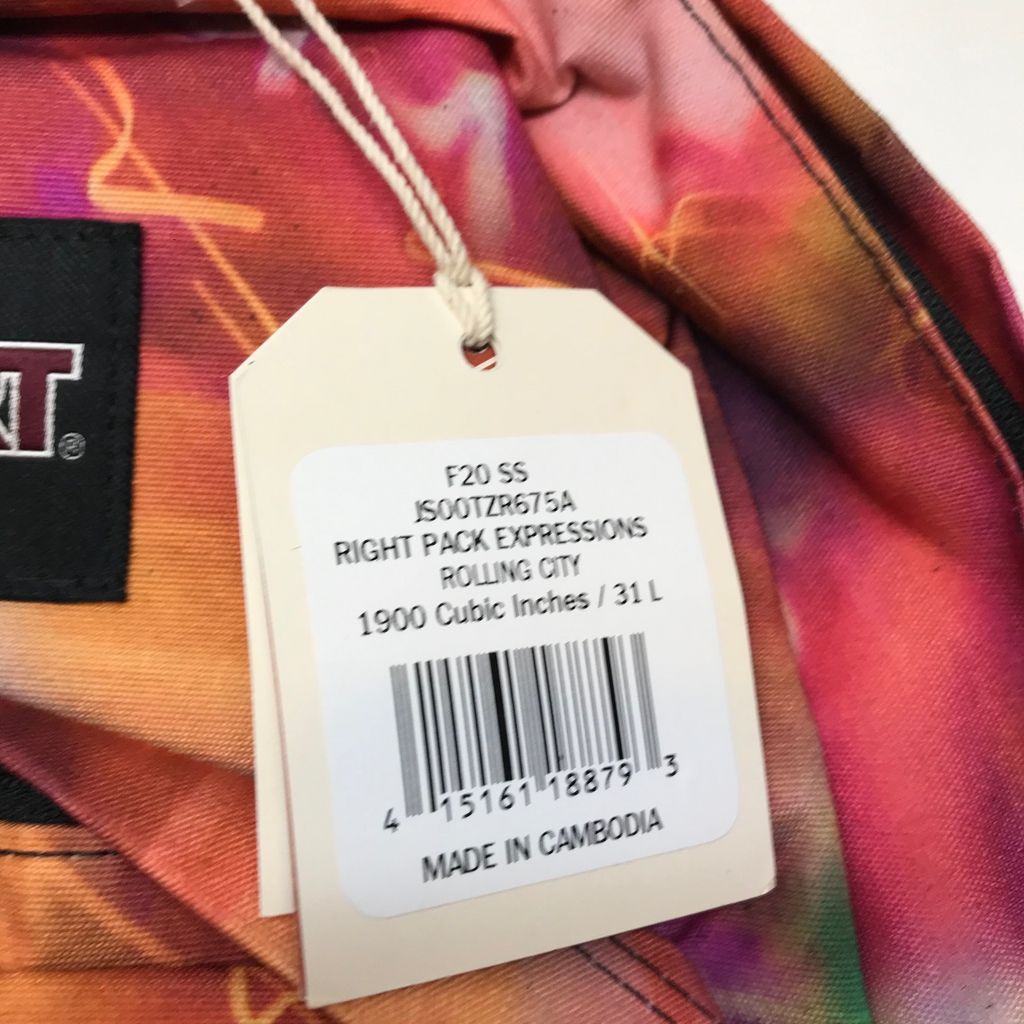 F20 SS
JS00TZR675A
RIGHT PACK EXPRESSIONS
ROLLING CITY
1900 Cubic Inches / 31 L
4 15161 18879 3
MADE IN CAMBODIA
T®